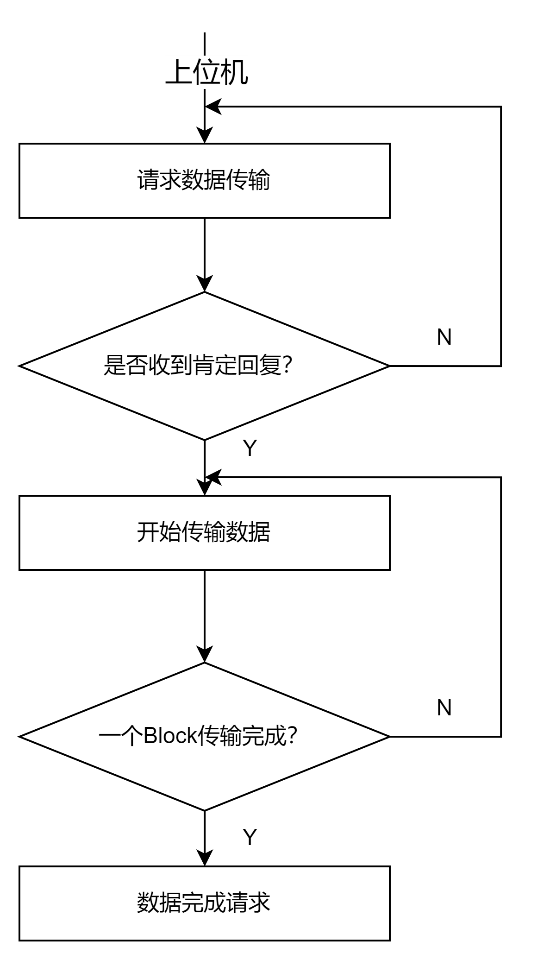 上位机
请求数据传输
是否收到肯定回复?
N
Y
开始传输数据
一个Block传输完成?
N
Y
数据完成请求